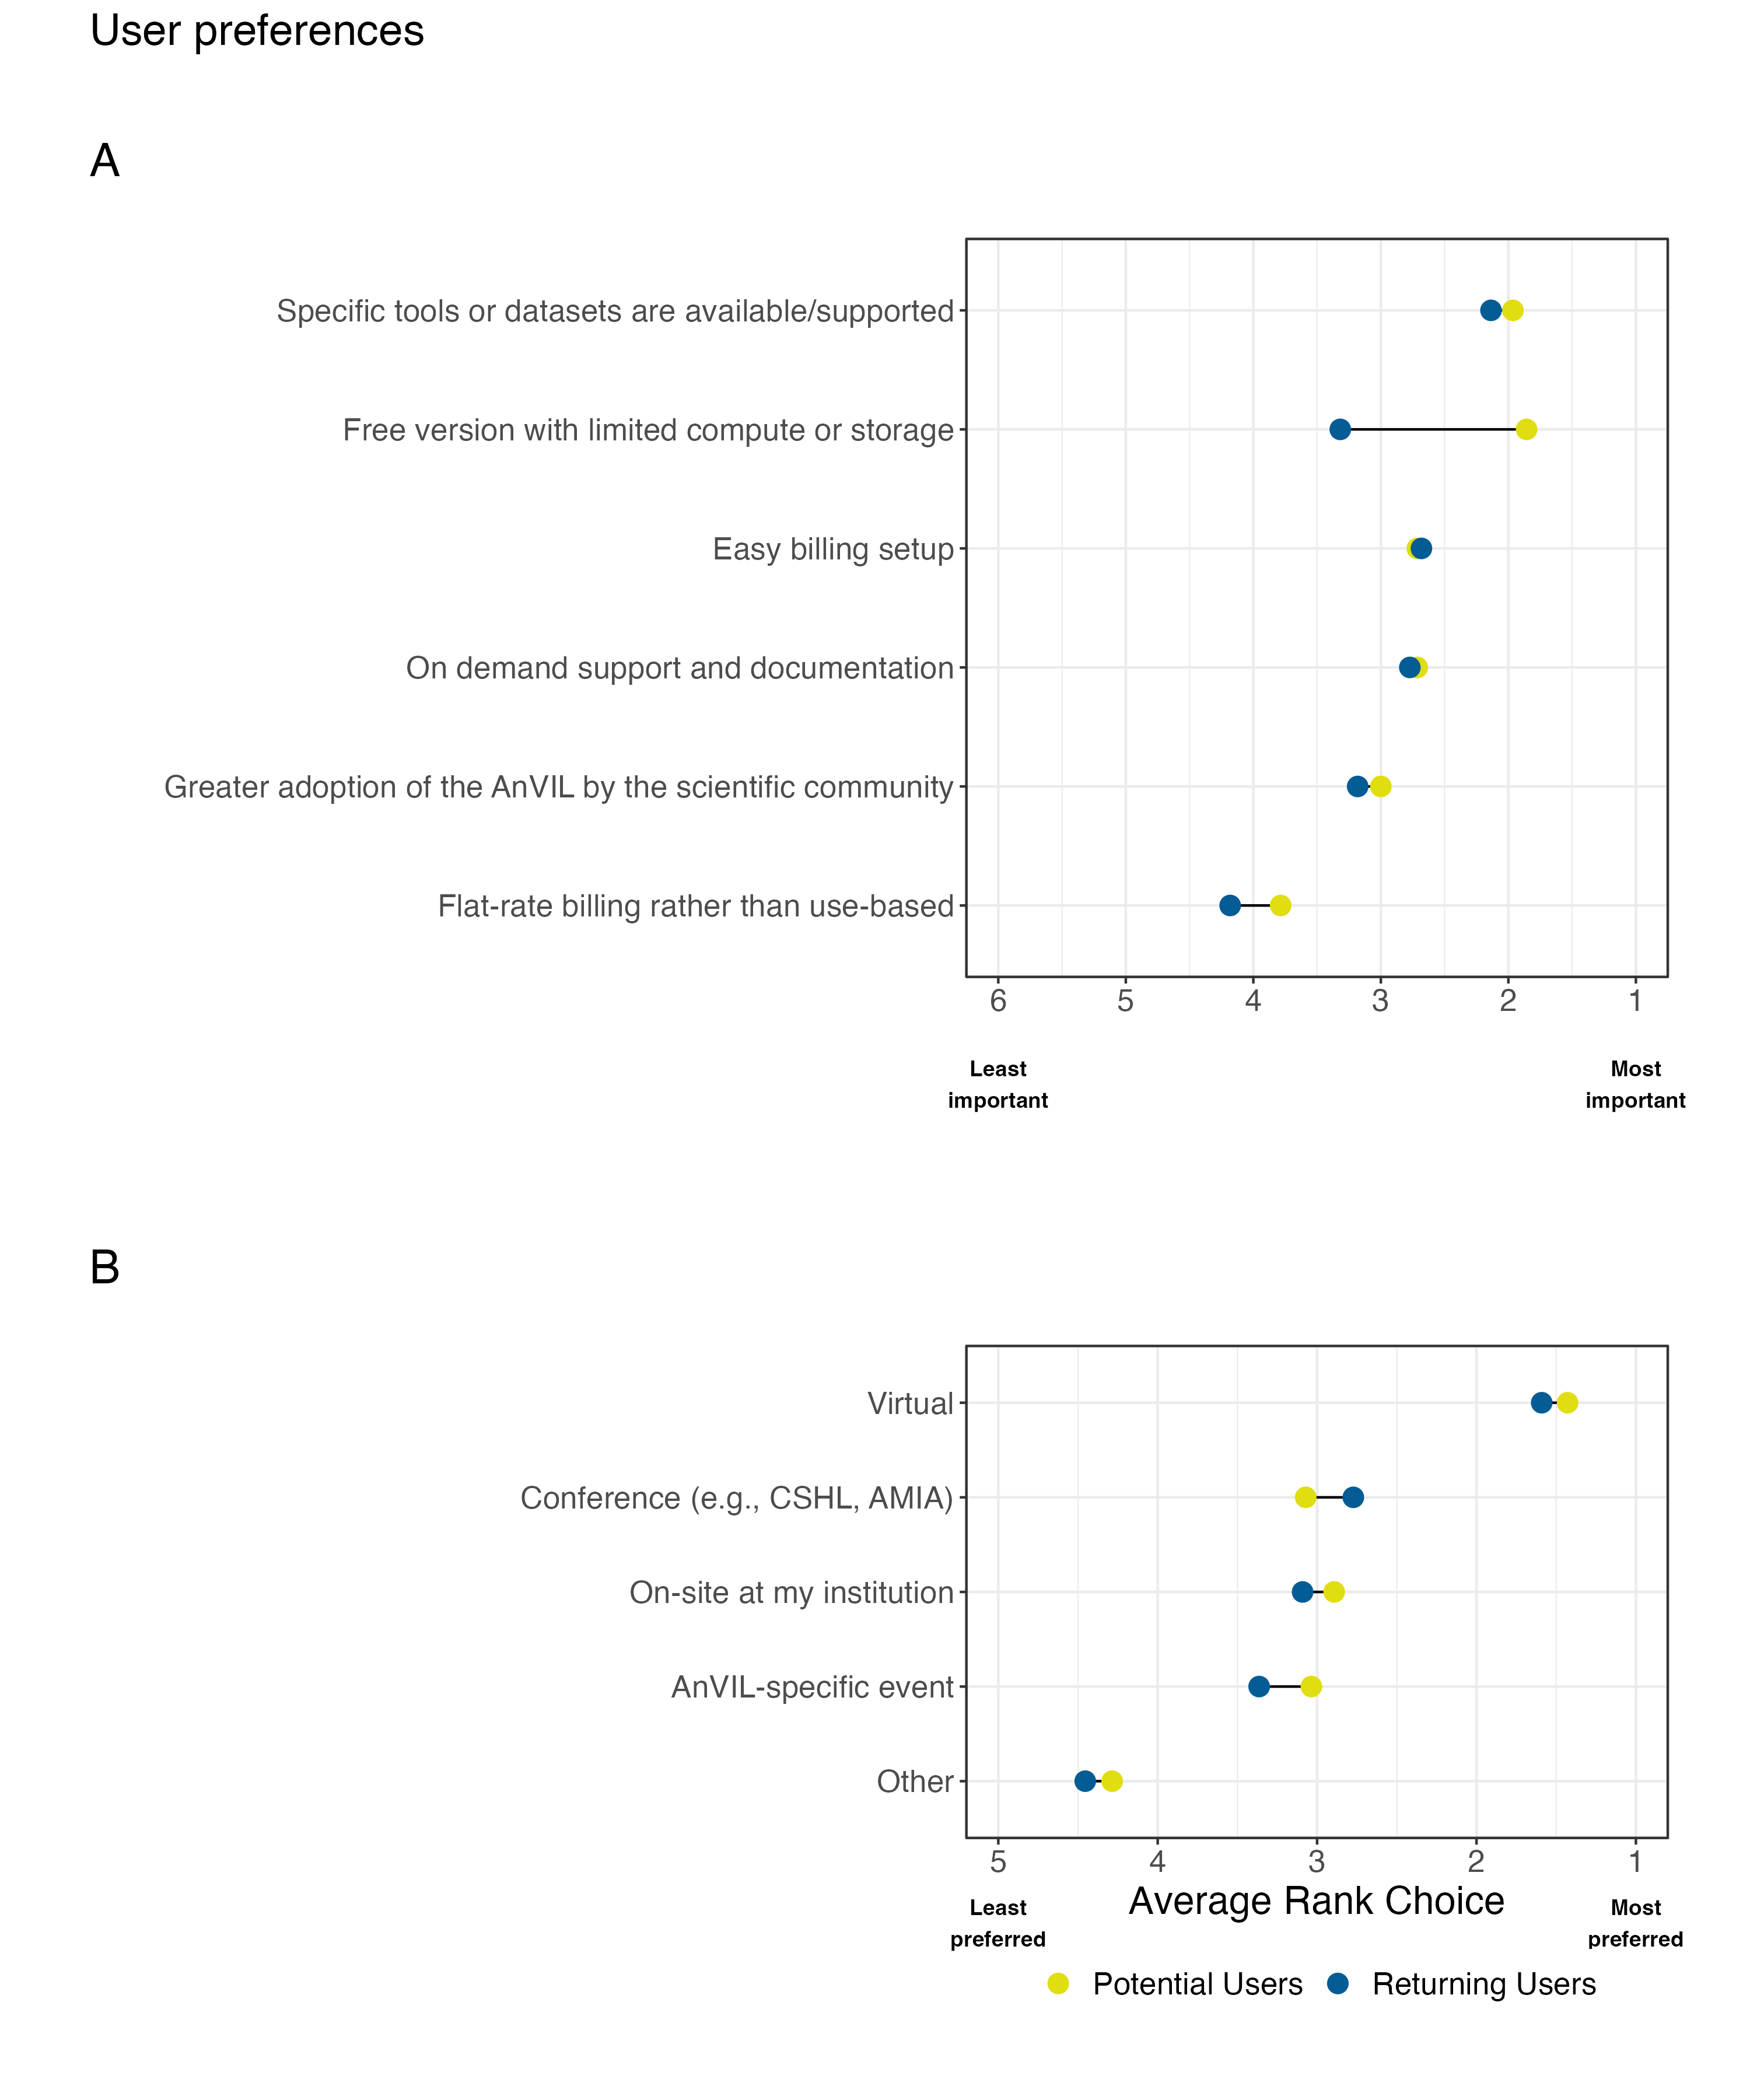 User preferences
A
Specific tools or datasets are available/supported
Free version with limited compute or storage
Easy billing setup
On demand support and documentation
Greater adoption of the AnVIL by the scientific community
Flat-rate billing rather than use-based
6 5 4 3 2 1
Least important
Most important
B
Virtual
Conference (e.g., CSHL, AMIA)
On-site at my institution
AnVIL-specific event
Other
5 4 3 2 1
Least preferred
Average Rank Choice
Most preferred
Potential Users Returning Users